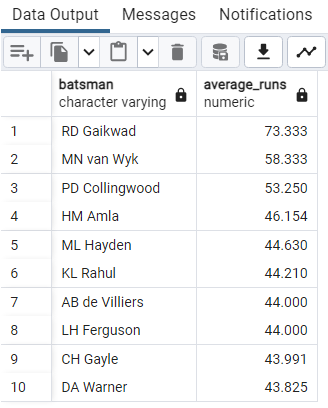 Data Output Messages Notifications
batsman average_runs
character varying numeric
1 RD Gaikwad 73.333
2 MN van Wyk 58.333
3 PD Collingwood 53.250
4 HM Amla 46.154
5 ML Hayden 44.630
6 KL Rahul 44.210
7 AB de Villiers 44.000
8 LH Ferguson 44.000
9 CH Gayle 43.991
10 DA Warner 43.825